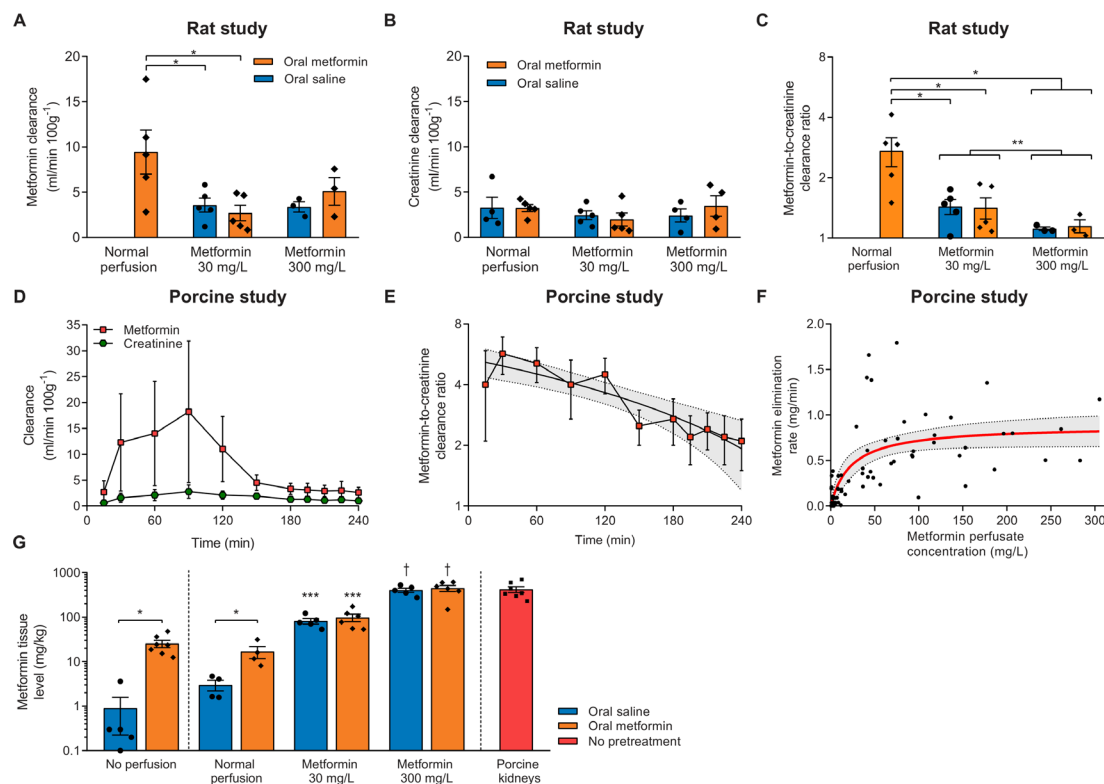 A
Rat study
Metformin clearance
(ml/min 100g⁻¹)
20
15
10
5
0
*
*
Oral metformin
Oral saline
Normal
perfusion
Metformin
30 mg/L
Metformin
300 mg/L
B
Rat study
Creatinine clearance
(ml/min 100g⁻¹)
20
15
10
5
0
Oral metformin
Oral saline
Normal
perfusion
Metformin
30 mg/L
Metformin
300 mg/L
C
Rat study
Metformin-to-creatinine
clearance ratio
8
4
2
1
*
*
*
**
Normal
perfusion
Metformin
30 mg/L
Metformin
300 mg/L
D
Porcine study
Clearance
(ml/min 100g⁻¹)
35
30
25
20
15
10
5
0
Metformin
Creatinine
0
60
120
180
240
Time (min)
E
Porcine study
Metformin-to-creatinine
clearance ratio
8
4
2
1
0
60
120
180
240
Time (min)
F
Porcine study
Metformin elimination
rate (mg/min)
2.0
1.5
1.0
0.5
0.0
0
50
100
150
200
250
300
Metformin perfusate
concentration (mg/L)
G
Metformin tissue
level (mg/kg)
1000
100
10
1
0.1
*
*
***
***
†
†
No perfusion
Normal
perfusion
Metformin
30 mg/L
Metformin
300 mg/L
Porcine
kidneys
Oral saline
Oral metformin
No pretreatment